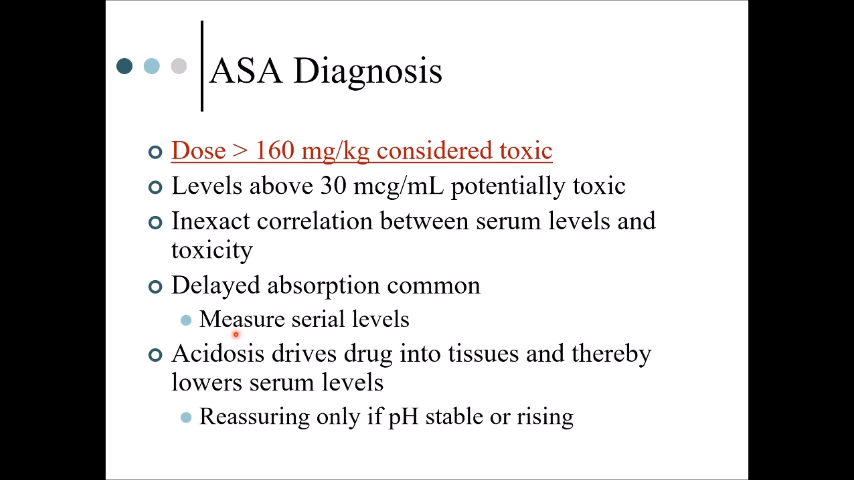 ASA Diagnosis
Dose > 160 mg/kg considered toxic
Levels above 30 mcg/mL potentially toxic
Inexact correlation between serum levels and
toxicity
Delayed absorption common
Measure serial levels
Acidosis drives drug into tissues and thereby
lowers serum levels
Reassuring only if pH stable or rising